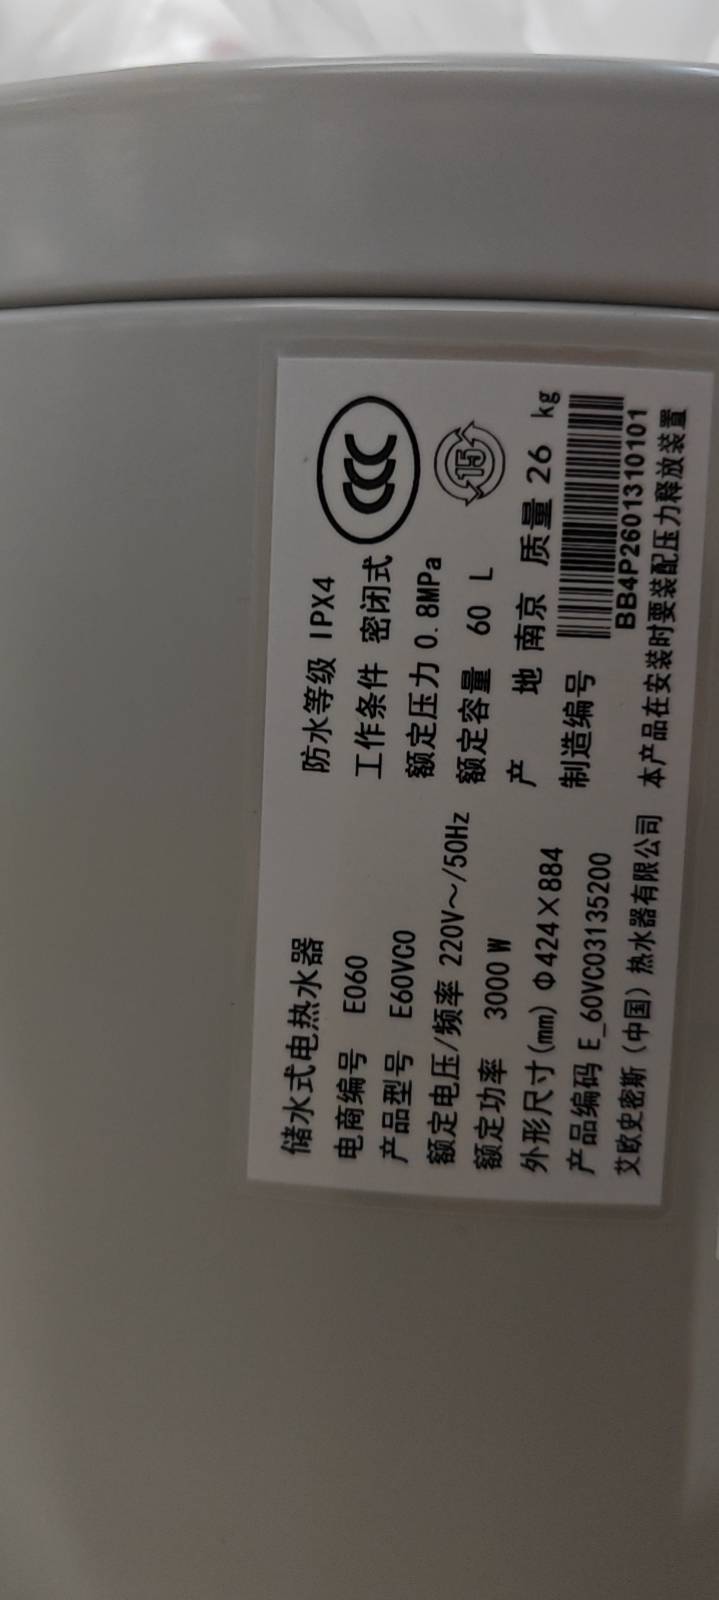 储水式电热水器
电商编号 E060
产品型号 E60VC0
额定电压/频率 220V～/50Hz
额定功率 3000 W
外形尺寸(mm) Φ424×884
产品编码 E_60VC03135200
艾欧史密斯（中国）热水器有限公司
防水等级 IPX4
工作条件 密闭式
额定压力 0.8MPa
额定容量 60 L
产 地 南京 质量 26 kg
制造编号
BB4P2601310101
本产品在安装时要装配压力释放装置
CCC
15